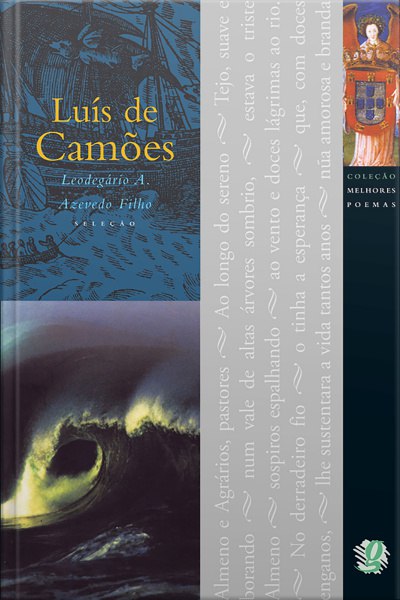 Luís de
Camões
Leodegário A.
Azevedo Filho
SELEÇÃO
COLEÇÃO
MELHORES
POEMAS
Almeno e Agrários, pastores ~ Ao longo do sereno ~ Tejo, suave e
borando ~ num vale de altas árvores sombrio, ~ estava o triste
Almeno ~ sospiros espalhando ~ ao vento e doces lágrimas ao rio.
~ No derradeiro fio ~ o tinha a esperança ~ que, com doces
enganos, ~ lhe sustentara a vida tantos anos ~ núa amorosa e branda
g